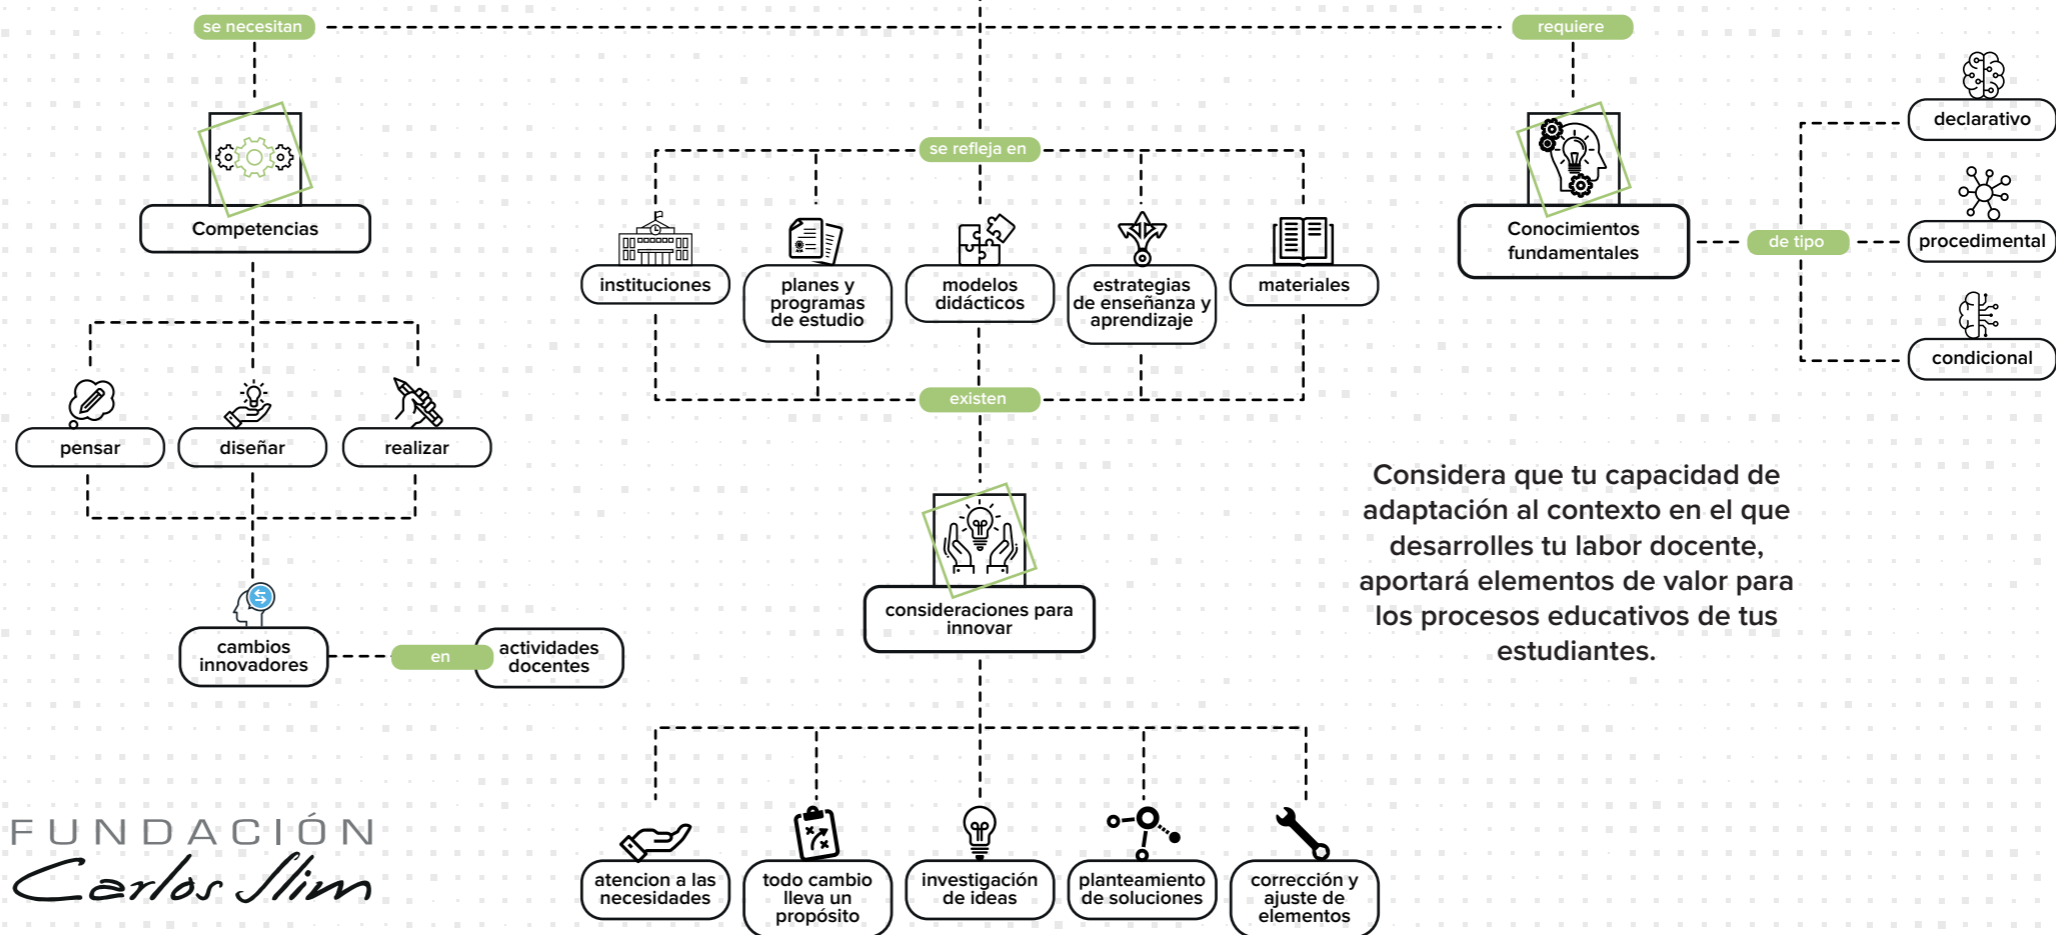 se necesitan
requiere
declarativo
se refleja en
Competencias
Conocimientos
fundamentales
de tipo
procedimental
instituciones
planes y
programas
de estudio
modelos
didácticos
estrategias
de enseñanza y
aprendizaje
materiales
condicional
existen
pensar
diseñar
realizar
Considera que tu capacidad de
adaptación al contexto en el que
desarrolles tu labor docente,
aportará elementos de valor para
los procesos educativos de tus
estudiantes.
consideraciones para
innovar
cambios
innovadores
en
actividades
docentes
FUNDACIÓN
Carlos Slim
atencion a las
necesidades
todo cambio
lleva un
propósito
investigación
de ideas
planteamiento
de soluciones
corrección y
ajuste de
elementos